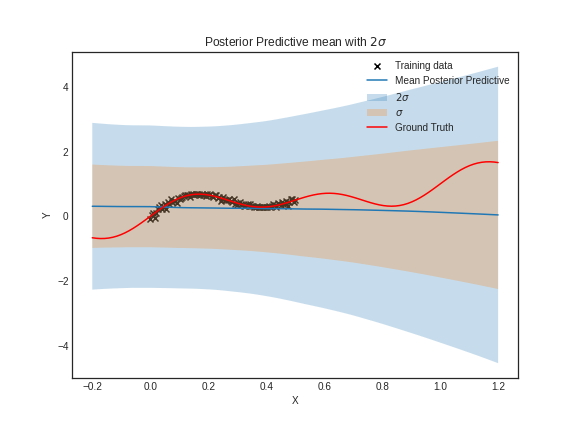 Posterior Predictive mean with 2σ
Training data
Mean Posterior Predictive
2σ
σ
Ground Truth
Y
4
2
0
−2
−4
−0.2 0.0 0.2 0.4 0.6 0.8 1.0 1.2
X